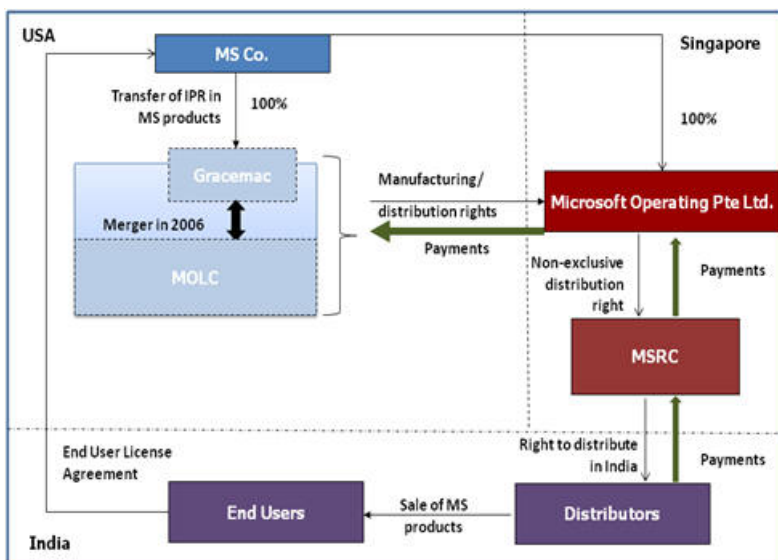 USA
MS Co.
Singapore
Transfer of IPR in
MS products
100%
100%
Gracemac
Manufacturing/
distribution rights
Microsoft Operating Pte Ltd.
Merger in 2006
Payments
MOLC
Non-exclusive
distribution
right
Payments
MSRC
End User License
Agreement
Right to distribute
in India
Payments
End Users
Sale of MS
products
Distributors
India